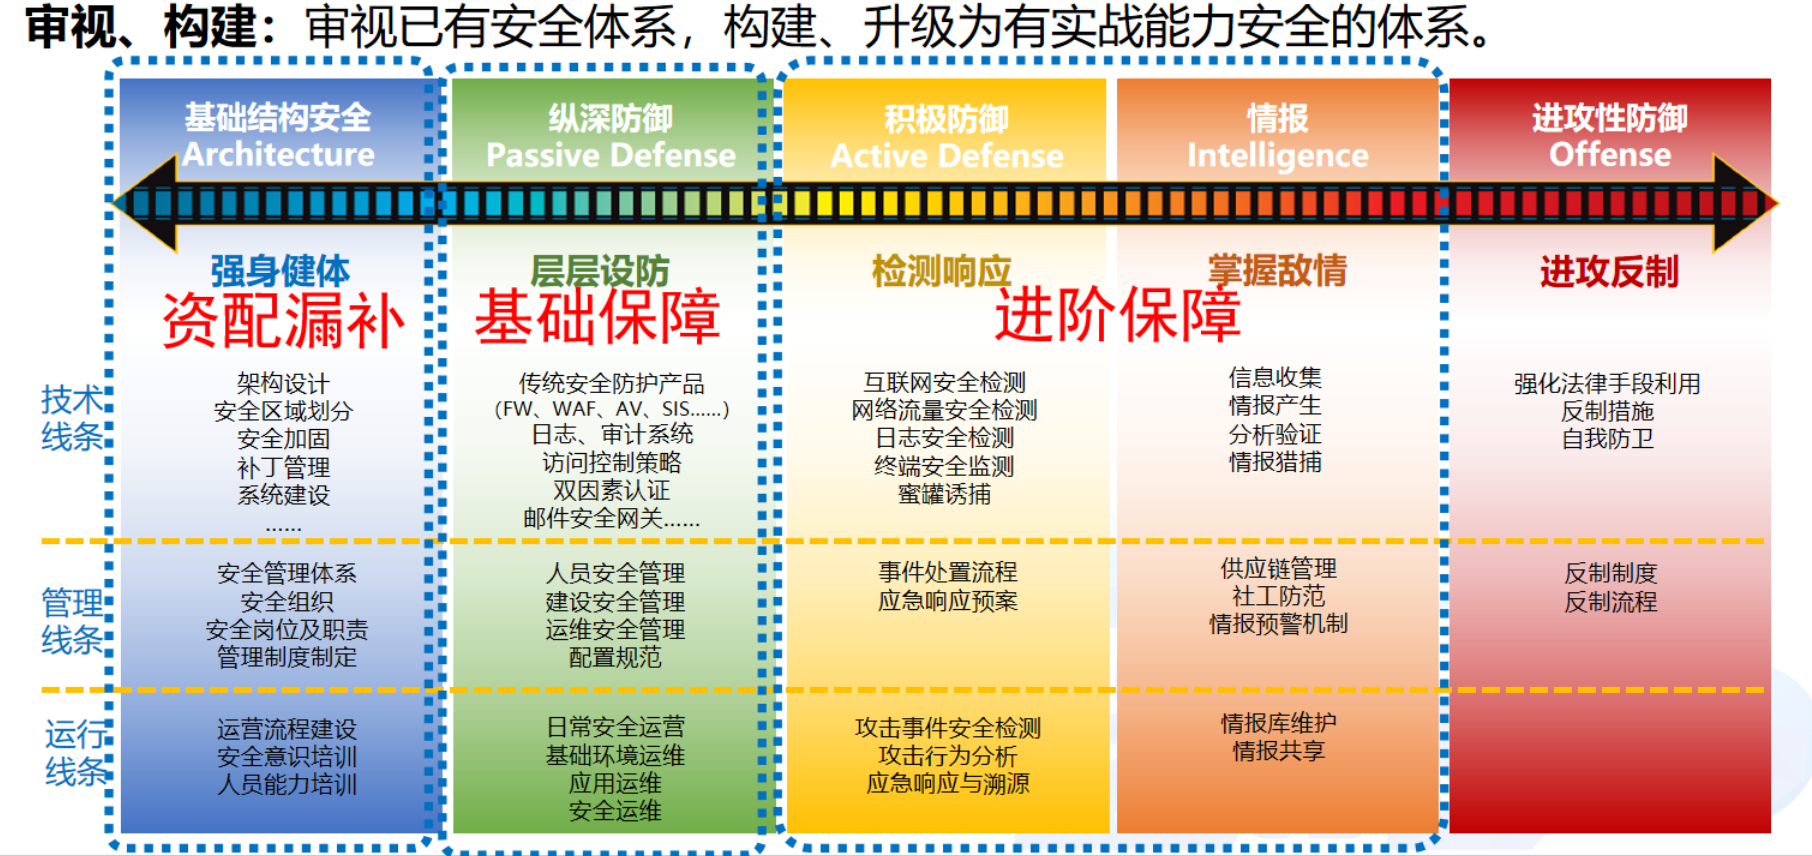 审视、构建：审视已有安全体系，构建、升级为有实战能力安全的体系。
基础结构安全
Architecture
纵深防御
Passive Defense
积极防御
Active Defense
情报
Intelligence
进攻性防御
Offense
强身健体
资配漏补
层层设防
基础保障
检测响应
掌握敌情
进阶保障
进攻反制
技术
线条
架构设计
安全区域划分
安全加固
补丁管理
系统建设
……
传统安全防护产品
（FW、WAF、AV、SIS……）
日志、审计系统
访问控制策略
双因素认证
邮件安全网关……
互联网安全检测
网络流量安全检测
日志安全检测
终端安全监测
蜜罐诱捕
信息收集
情报产生
分析验证
情报猎捕
强化法律手段利用
反制措施
自我防卫
管理
线条
安全管理体系
安全组织
安全岗位及职责
管理制度制定
人员安全管理
建设安全管理
运维安全管理
配置规范
事件处置流程
应急响应预案
供应链管理
社工防范
情报预警机制
反制制度
反制流程
运行
线条
运营流程建设
安全意识培训
人员能力培训
日常安全运营
基础环境运维
应用运维
安全运维
攻击事件安全检测
攻击行为分析
应急响应与溯源
情报库维护
情报共享